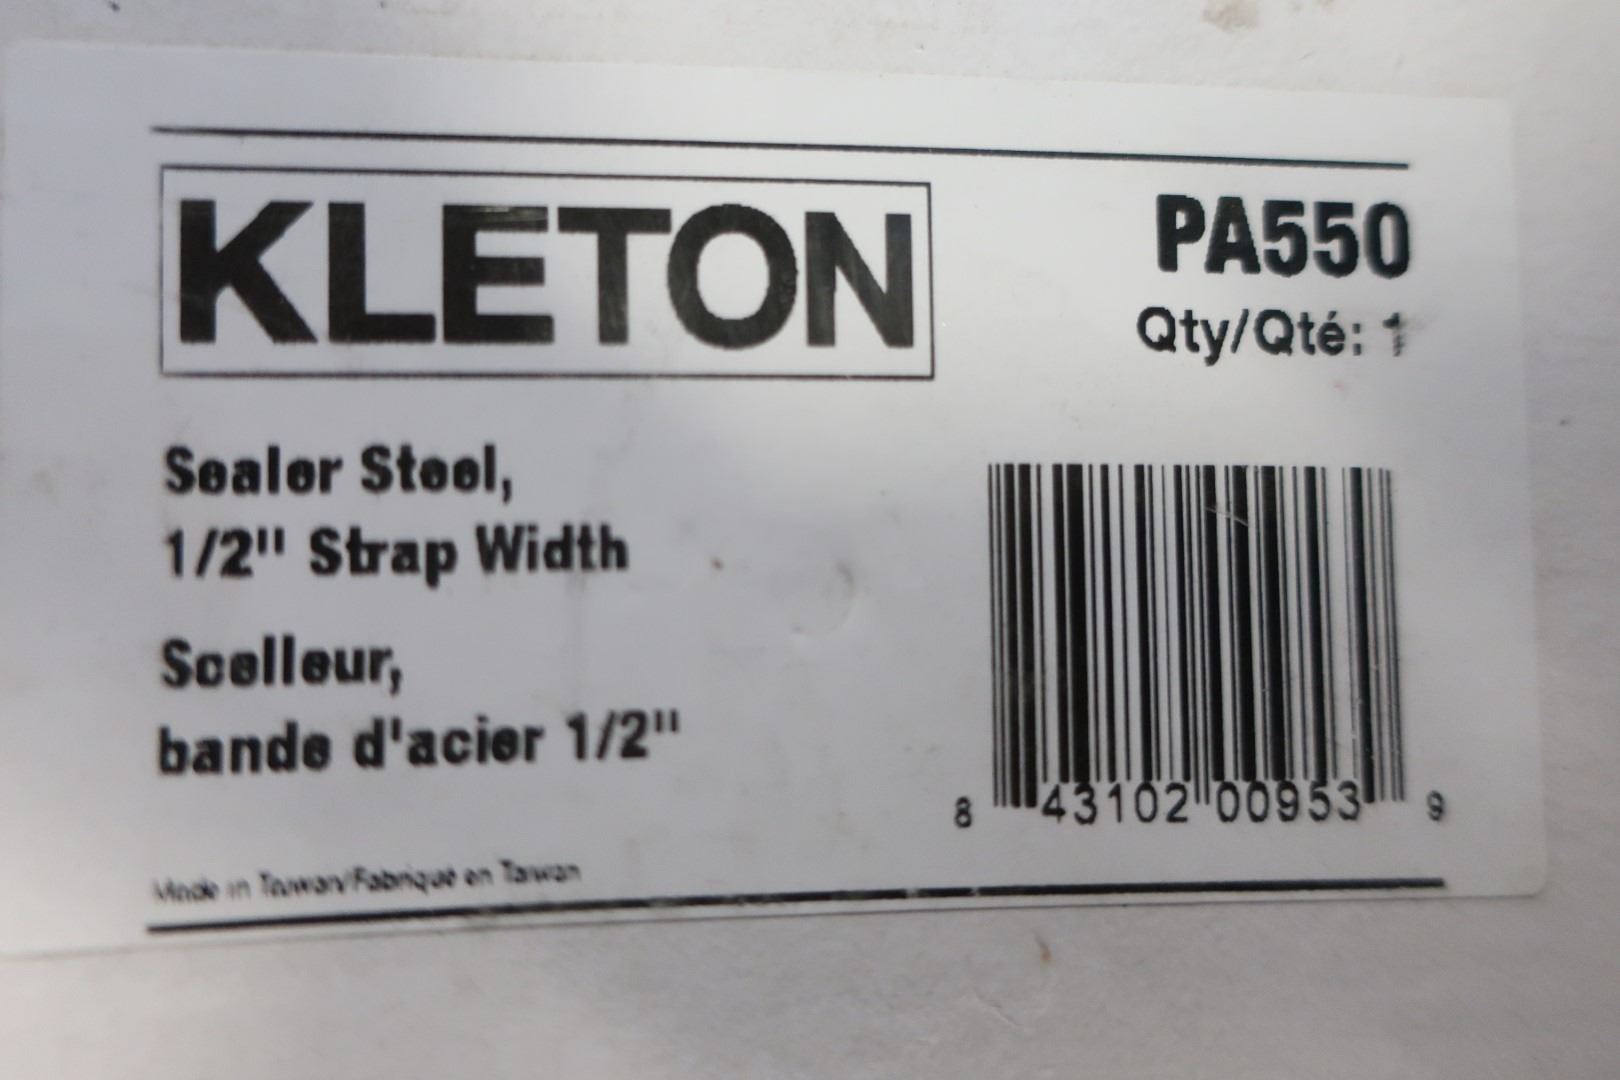 KLETON
PA550
Qty/Qté: 1
Sealer Steel,
1/2" Strap Width
Scelleur,
bande d'acier 1/2"
8 43102 00953 9
Made in Taiwan/Fabriqué en Taiwan